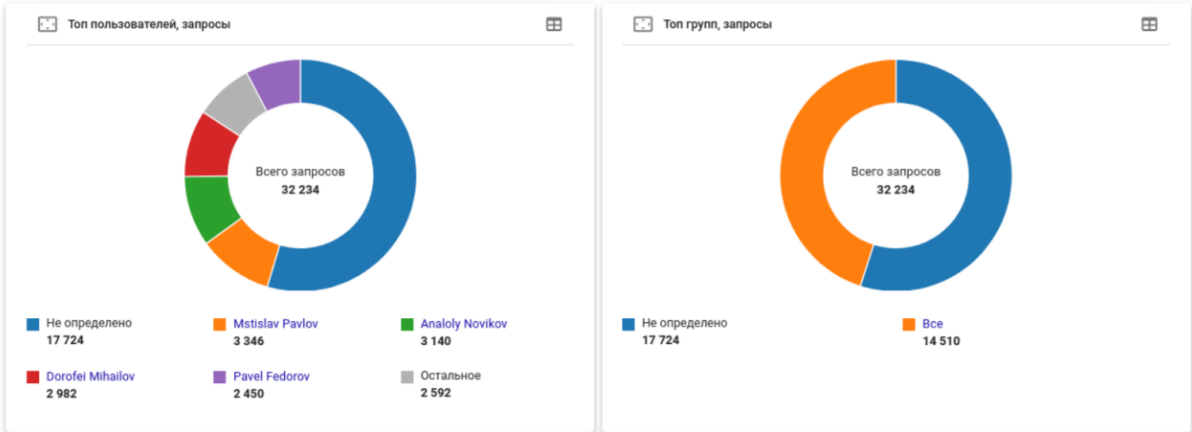 Топ пользователей, запросы
Всего запросов
32 234
Не определено
17 724
Mstislav Pavlov
3 346
Analoly Novikov
3 140
Dorofei Mihailov
2 982
Pavel Fedorov
2 450
Остальное
2 592
Топ групп, запросы
Всего запросов
32 234
Не определено
17 724
Все
14 510